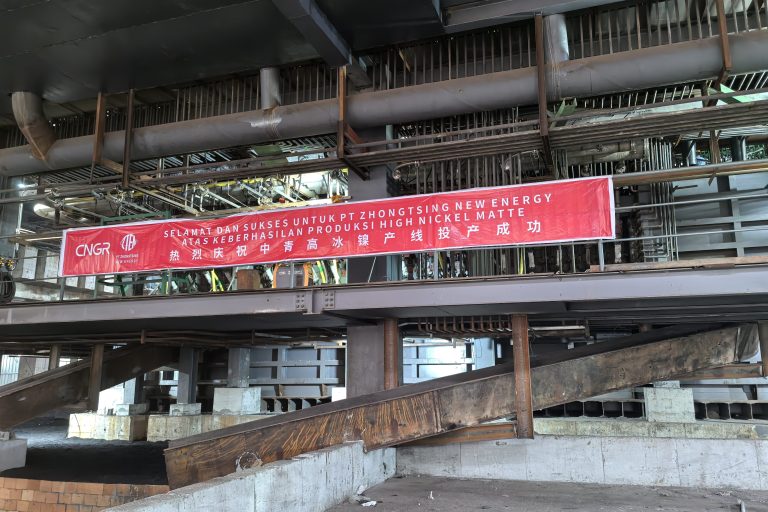 CNGR
SELAMAT DAN SUKSES UNTUK PT ZHONGTSING NEW ENERGY
ATAS KEBERHASILAN PRODUKSI HIGH NICKEL MATTE
热烈庆祝中青高冰镍产线投产成功